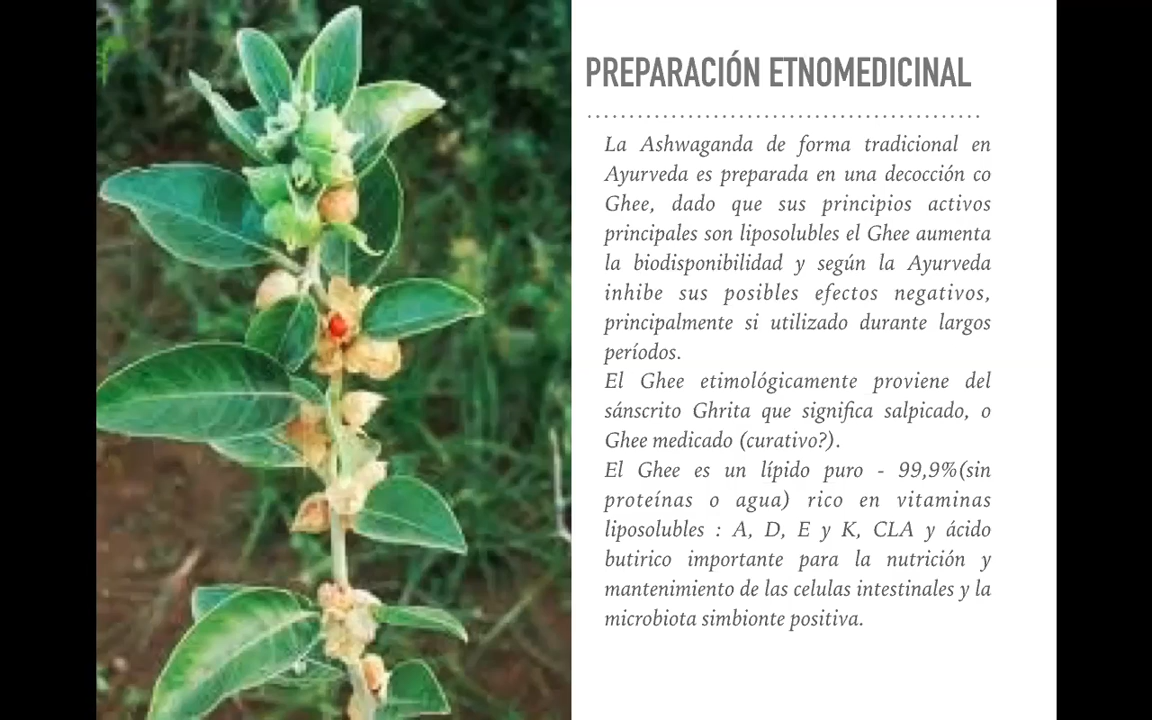 PREPARACIÓN ETNOMEDICINAL
La Ashwaganda de forma tradicional en
Ayurveda es preparada en una decocción co
Ghee, dado que sus principios activos
principales son liposolubles el Ghee aumenta
la biodisponibilidad y según la Ayurveda
inhibe sus posibles efectos negativos,
principalmente si utilizado durante largos
períodos.
El Ghee etimológicamente proviene del
sánscrito Ghrita que significa salpicado, o
Ghee medicado (curativo?).
El Ghee es un lípido puro - 99,9%(sin
proteínas o agua) rico en vitaminas
liposolubles : A, D, E y K, CLA y ácido
butirico importante para la nutrición y
mantenimiento de las celulas intestinales y la
microbiota simbionte positiva.